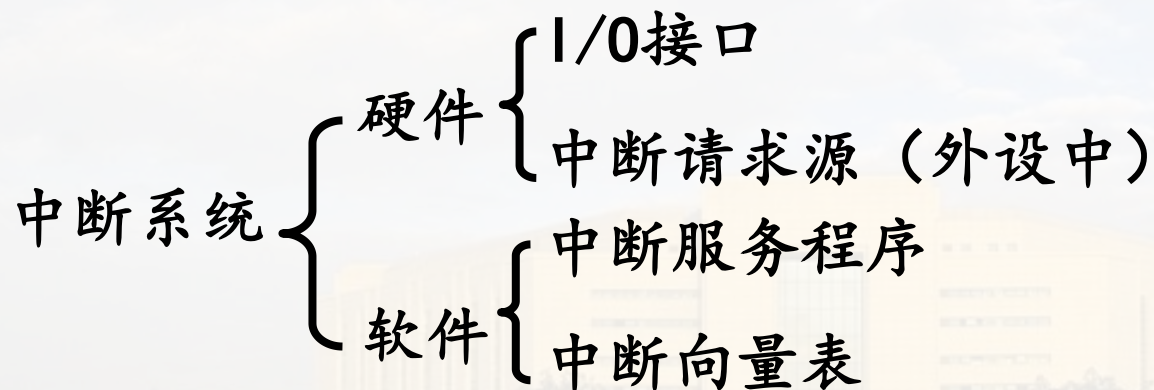 I/O接口
硬件
中断请求源（外设中）
中断系统
中断服务程序
软件
中断向量表